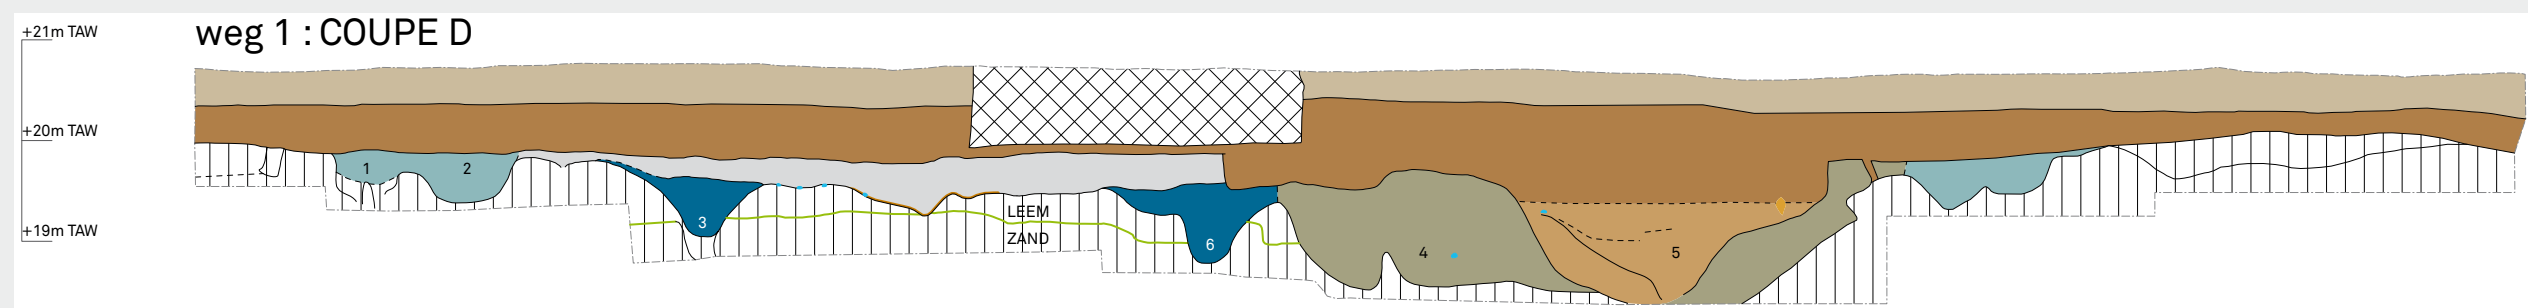 +21m TAW
weg 1 : COUPE D
+20m TAW
1
2
3
LEEM
ZAND
+19m TAW
6
4
5